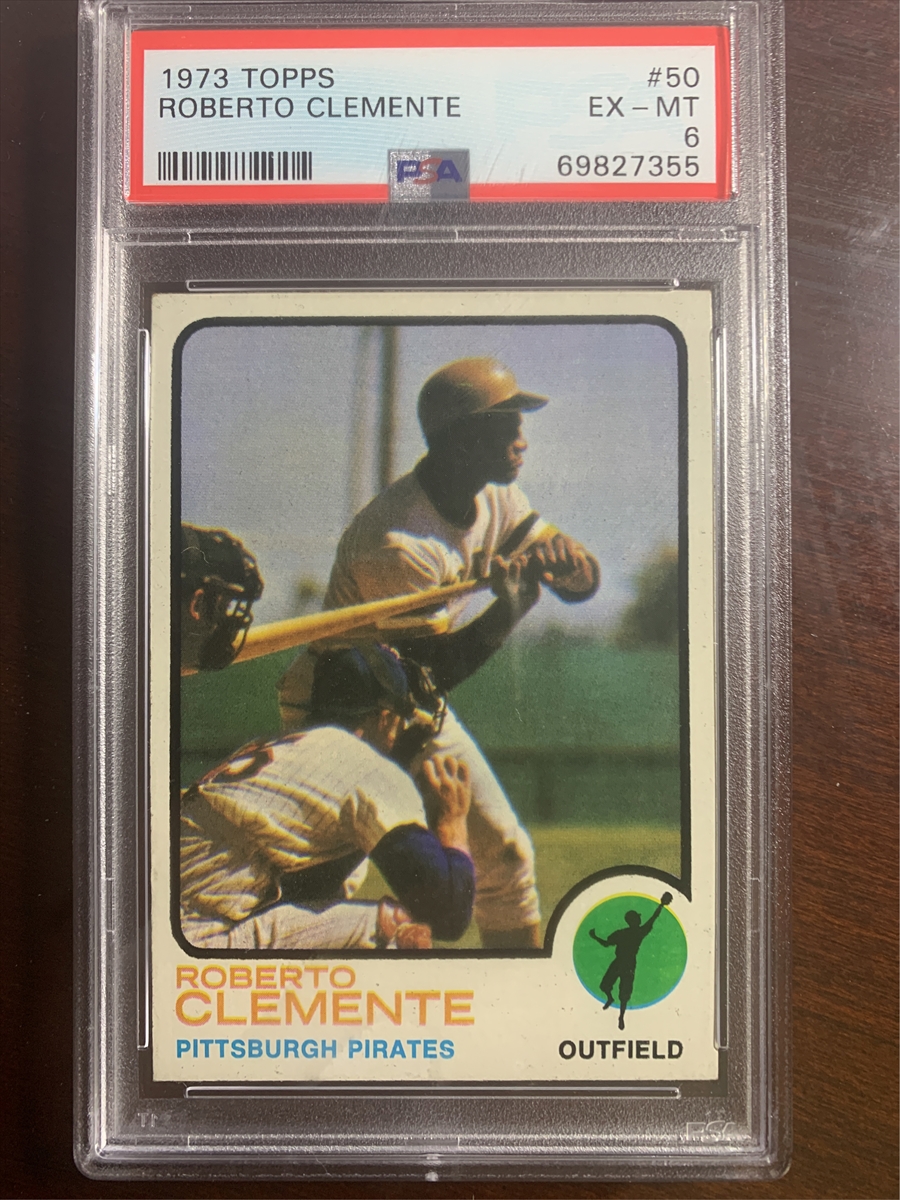 1973 TOPPS #50
ROBERTO CLEMENTE EX - MT
6
PSA 69827355
ROBERTO
CLEMENTE
PITTSBURGH PIRATES OUTFIELD